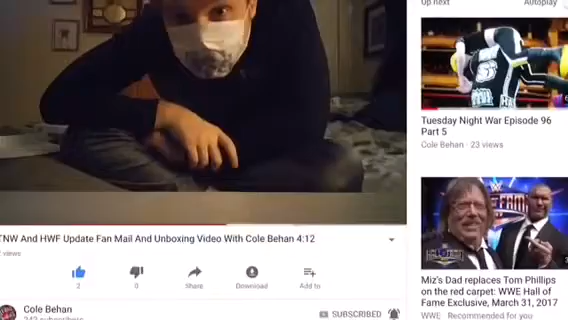 Up next
Autoplay
Tuesday Night War Episode 96
Part 5
Cole Behan · 23 views
TNW And HWF Update Fan Mail And Unboxing Video With Cole Behan 4:12
views
2
0
Share
Download
Add to
Cole Behan
SUBSCRIBED
Miz's Dad replaces Tom Phillips
on the red carpet: WWE Hall of
Fame Exclusive, March 31, 2017
WWE Recommended for you